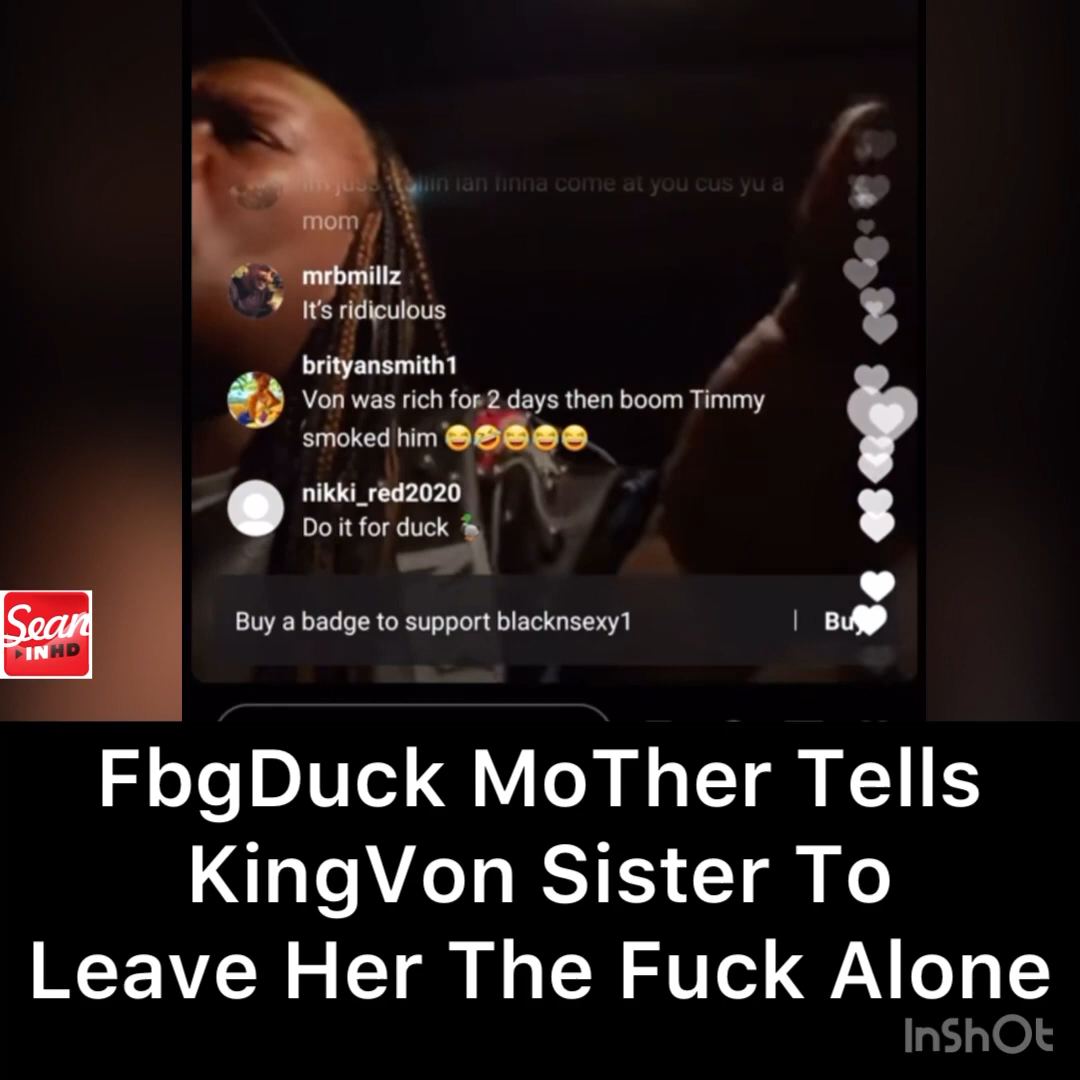 mom
mrbmillz
It's ridiculous
brityansmith1
Von was rich for 2 days then boom Timmy
smoked him 😆🤣😆😆😆
nikki_red2020
Do it for duck 🦆
Buy a badge to support blacknsexy1 | Buy
Sean
INHD
FbgDuck MoTher Tells
KingVon Sister To
Leave Her The Fuck Alone
InShOt